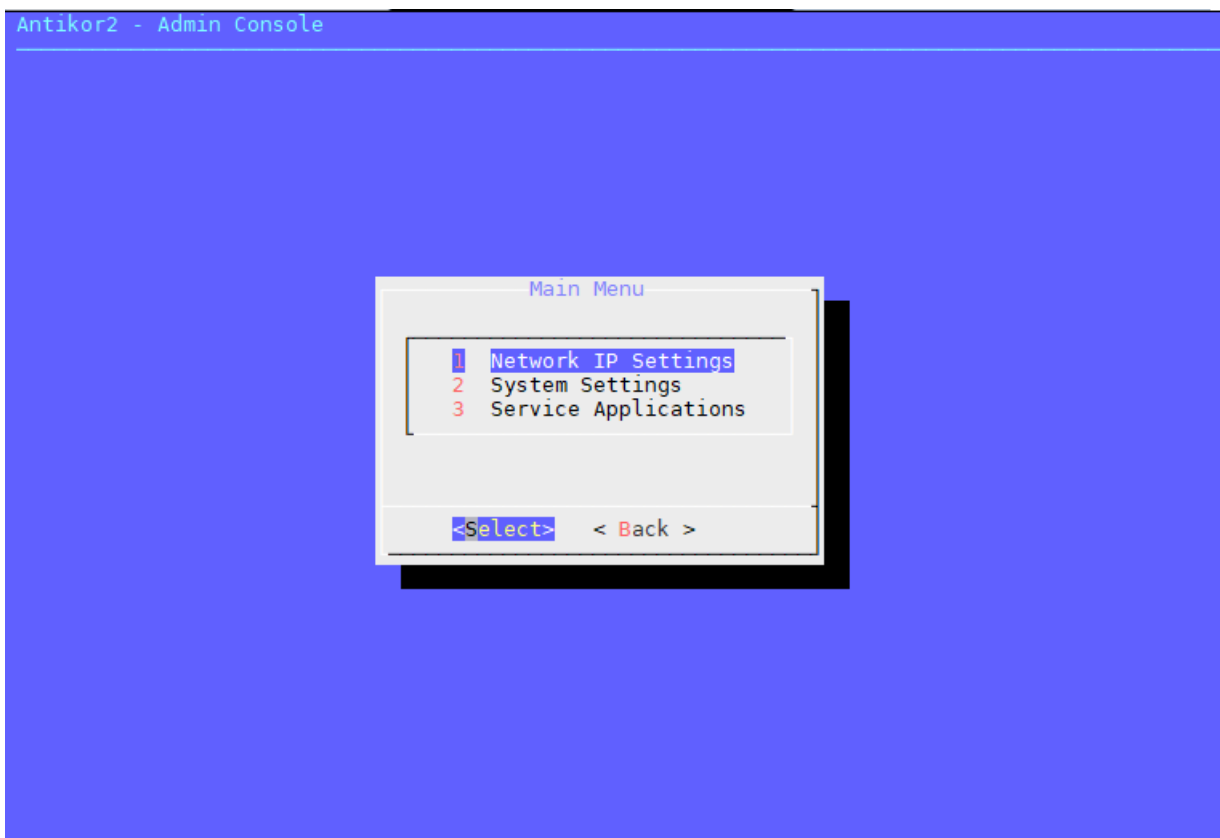 Antikor2 - Admin Console
Main Menu
1 Network IP Settings
2 System Settings
3 Service Applications
<Select> < Back >